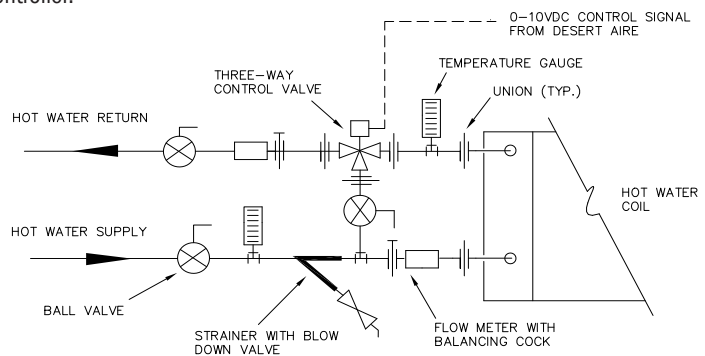 controller.
0-10VDC CONTROL SIGNAL
FROM DESERT AIRE
TEMPERATURE GAUGE
THREE-WAY
CONTROL VALVE
UNION (TYP.)
HOT WATER RETURN
HOT WATER
COIL
HOT WATER SUPPLY
BALL VALVE
STRAINER WITH BLOW
DOWN VALVE
FLOW METER WITH
BALANCING COCK